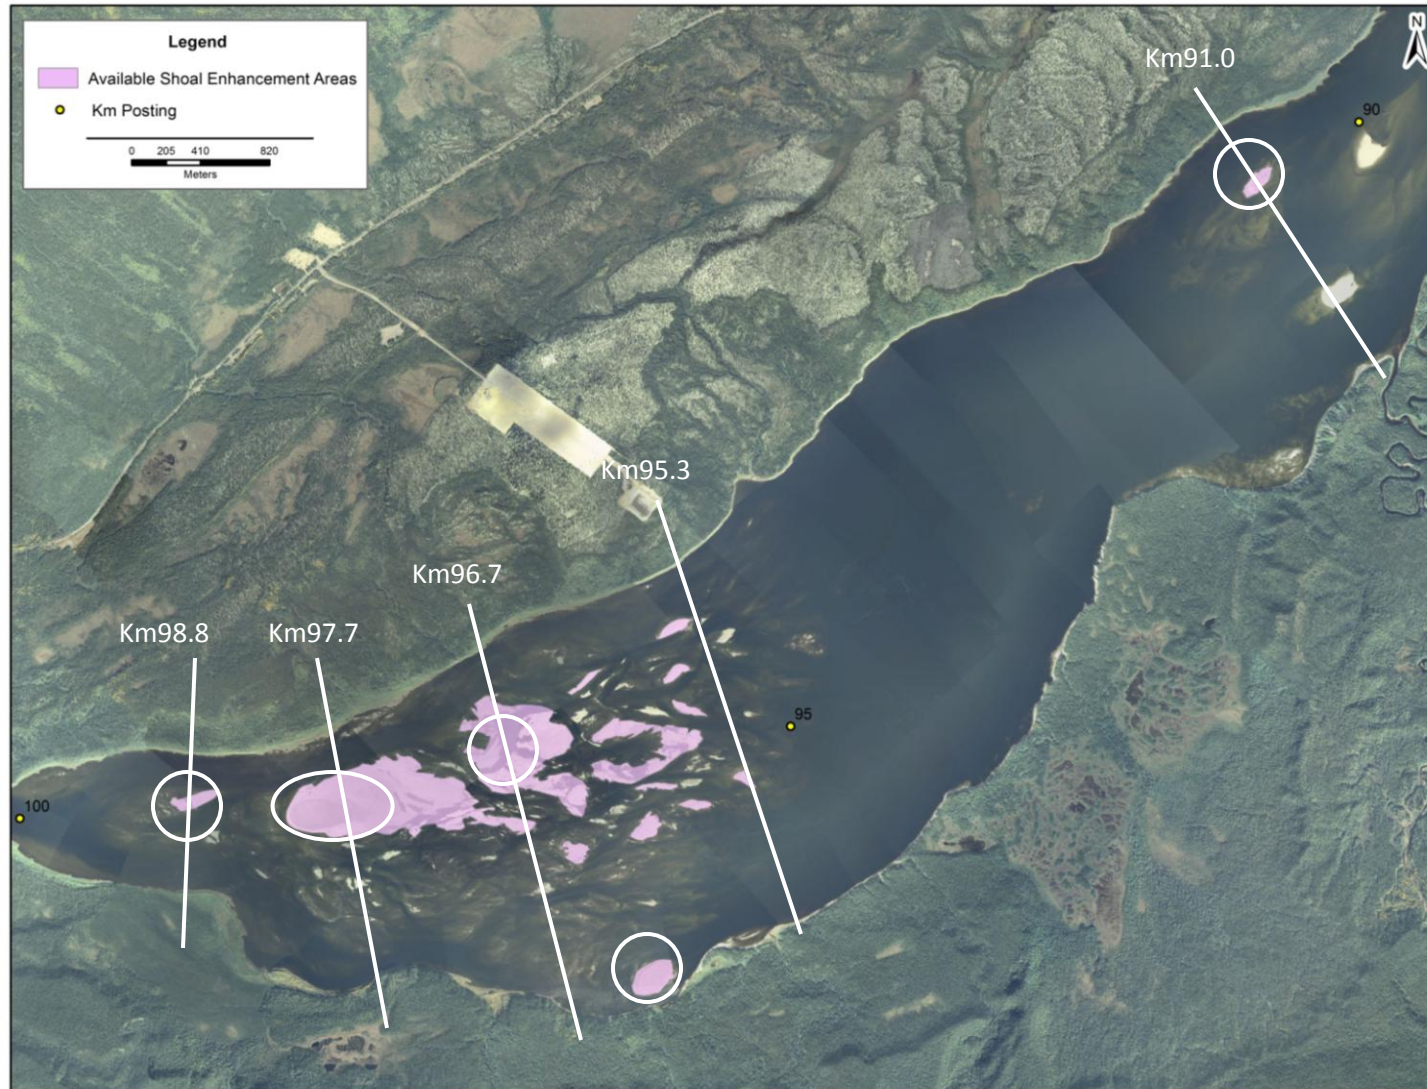 Legend
Available Shoal Enhancement Areas
Km Posting
0 205 410 820
Meters
N
Km91.0
90
Km95.3
Km96.7
Km98.8
Km97.7
95
100